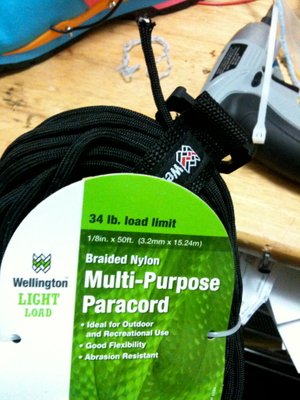 34 lb. load limit
1/8in. x 50ft. (3.2mm x 15.24m)
Braided Nylon
Multi-Purpose
Paracord
• Ideal for Outdoor
and Recreational Use
• Good Flexibility
• Abrasion Resistant
Wellington
LIGHT
LOAD
We